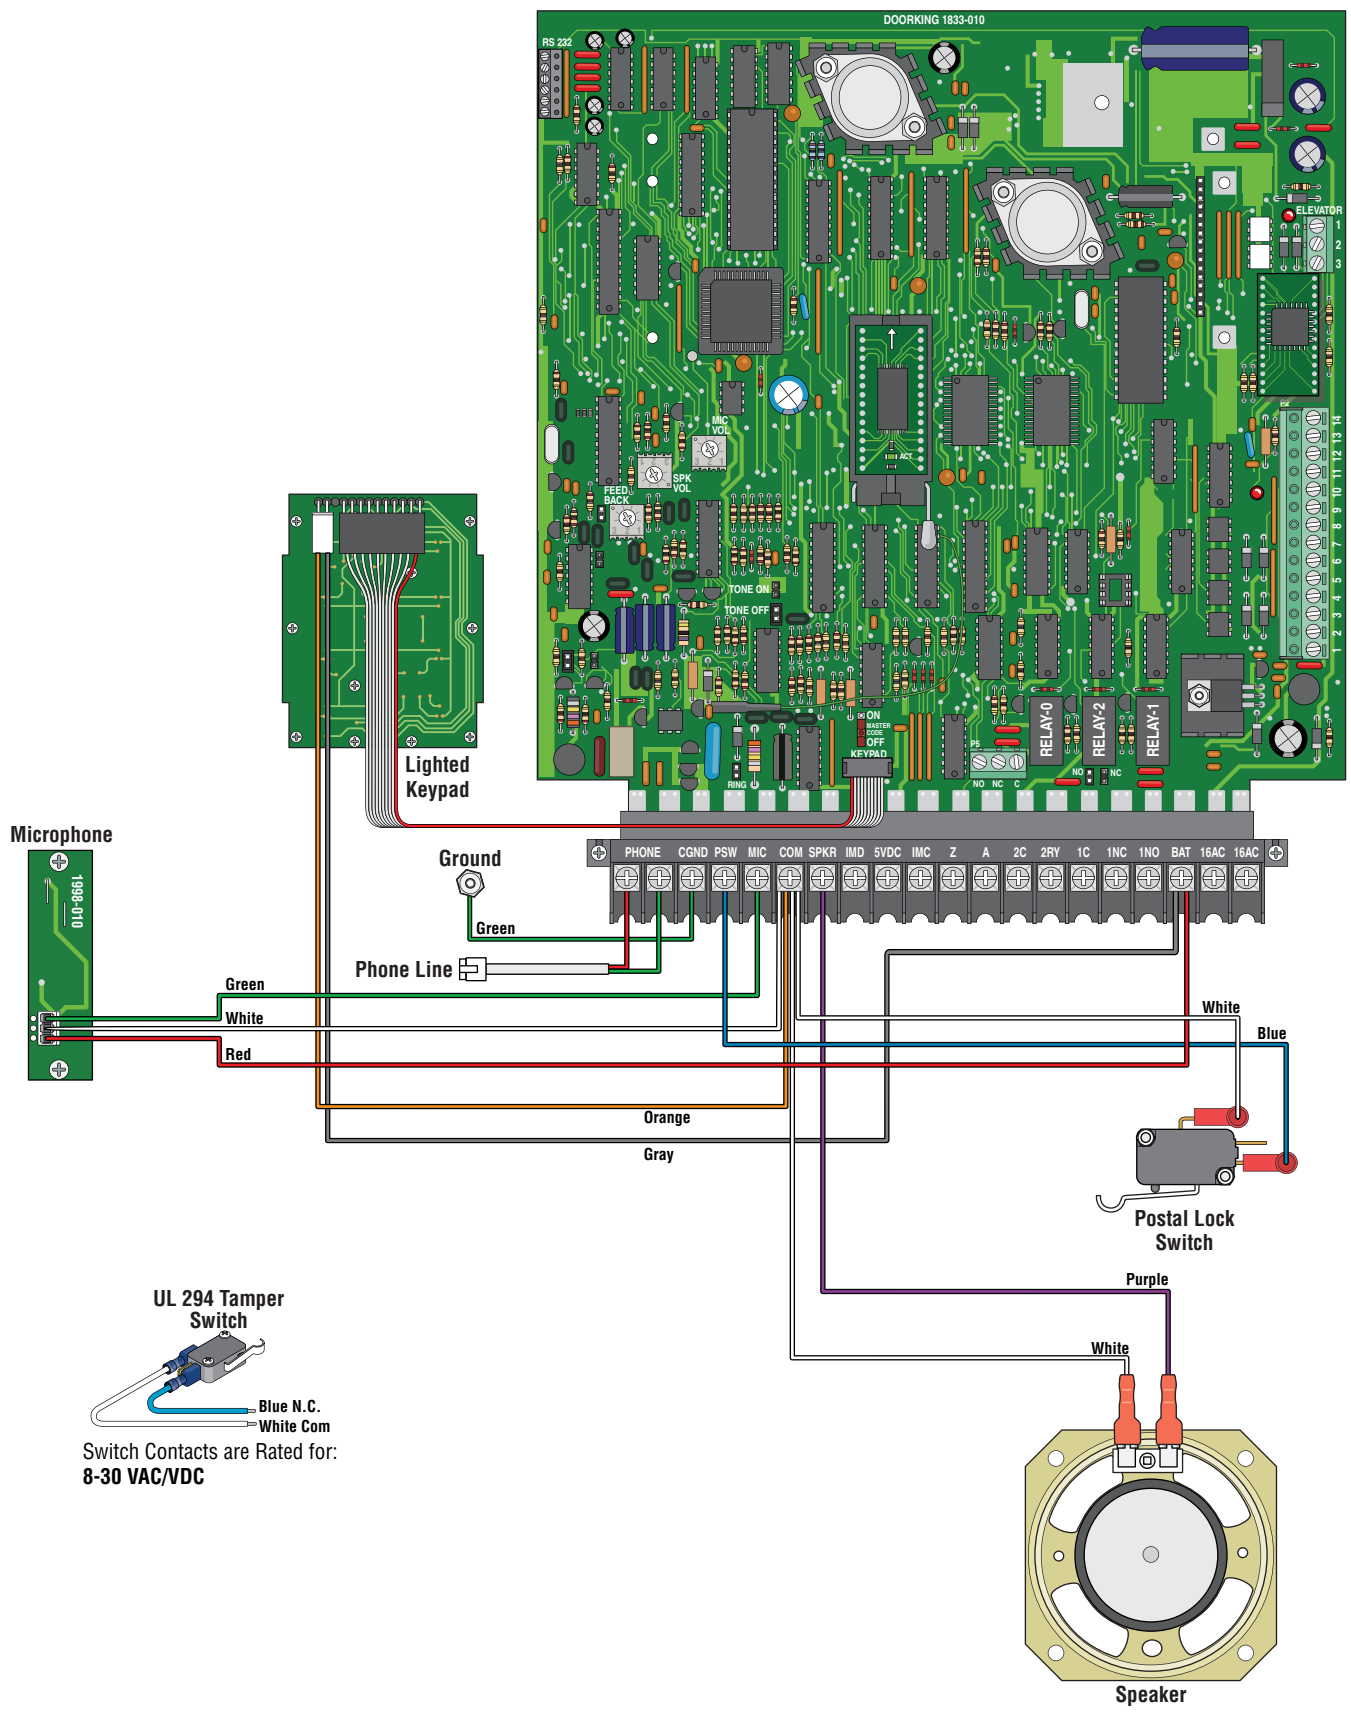 DOORKING 1833-010
RS 232
ELEVATOR
1
2
3
MIC
VOL
SPK
VOL
FEED
BACK
ACT
14
13
12
11
10
9
8
7
6
5
4
3
2
1
TONE ON
TONE OFF
ON
MASTER
CODE
OFF
KEYPAD
RING
P5
NO NC C
RELAY-0
RELAY-2
RELAY-1
NO
NC
Lighted
Keypad
Microphone
1998-010
Ground
PHONE CGND PSW MIC COM SPKR IMD 5VDC IMC Z A 2C 2RY 1C 1NC 1NO BAT 16AC 16AC
Green
Phone Line
Green
White
Red
White
Blue
Orange
Gray
Postal Lock
Switch
Purple
White
UL 294 Tamper
Switch
Blue N.C.
White Com
Switch Contacts are Rated for:
8-30 VAC/VDC
Speaker